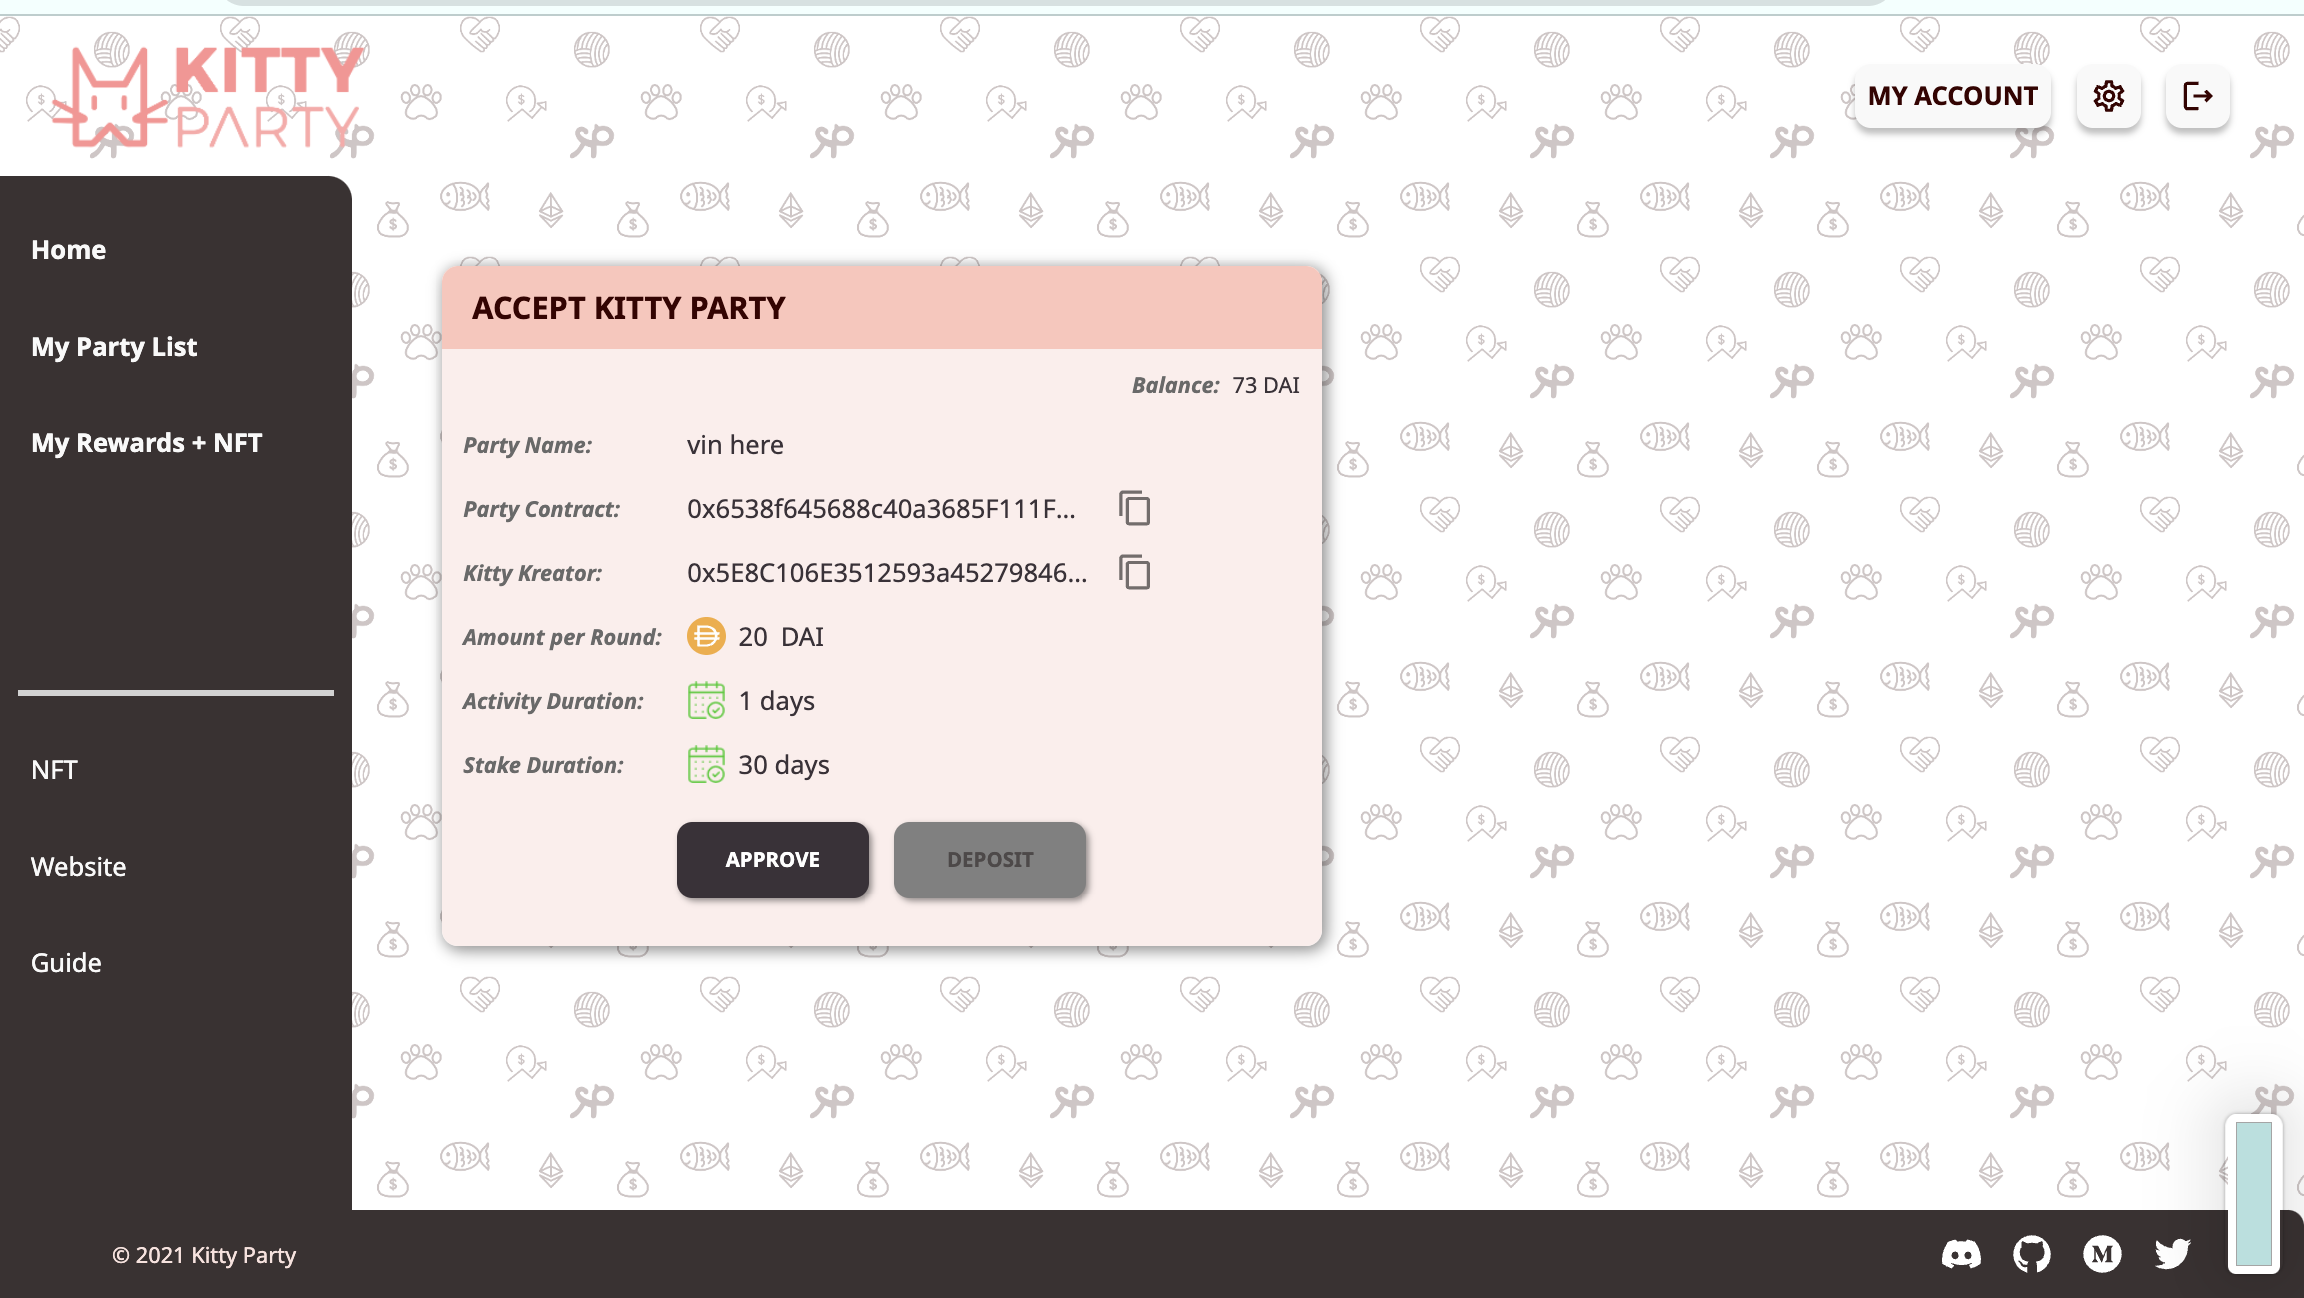 KITTY
PARTY
MY ACCOUNT
Home
My Party List
My Rewards + NFT
NFT
Website
Guide
ACCEPT KITTY PARTY
Balance: 73 DAI
Party Name: vin here
Party Contract: 0x6538f645688c40a3685F111F...
Kitty Kreator: 0x5E8C106E3512593a45279846...
Amount per Round: 20 DAI
Activity Duration: 1 days
Stake Duration: 30 days
APPROVE DEPOSIT
© 2021 Kitty Party